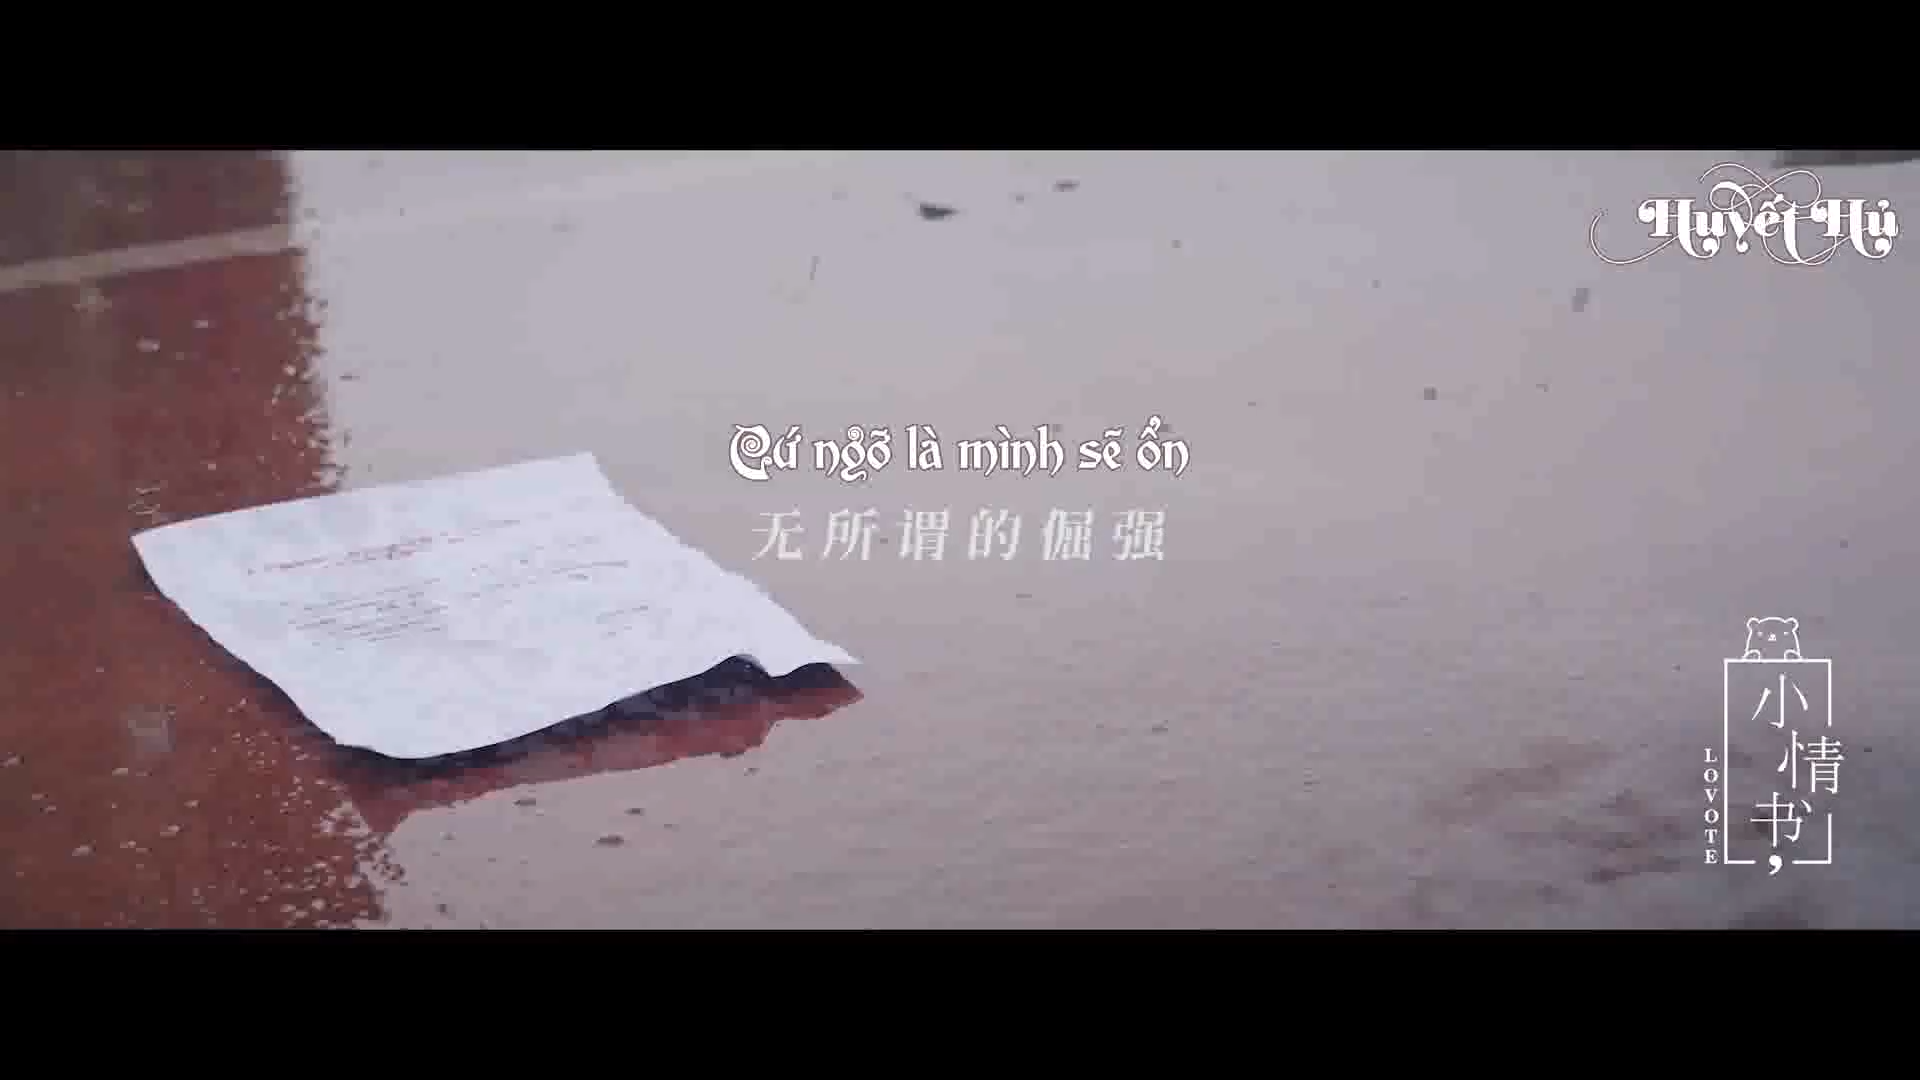 Huyết Hủ
Cứ ngỡ là mình sẽ ổn
无所谓的倔强
小情书,
LOVOTE